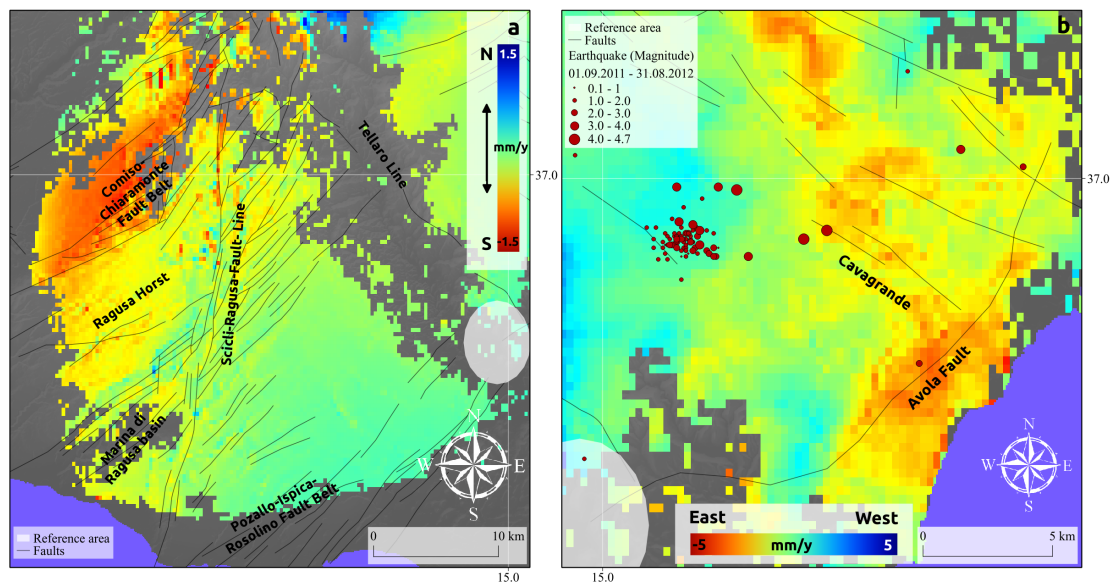 a
N
1.5
mm/y
S
-1.5
Tellaro Line
Comiso-
Chiaramonte
Fault Belt
37.0
Ragusa Horst
Scicli-Ragusa-Fault- Line
Marina di
Ragusa basin
Pozallo-Ispica-
Rosolino Fault Belt
N
W
E
S
Reference area
Faults
0
10 km
15.0
b
Reference area
Faults
Earthquake (Magnitude)
01.09.2011 - 31.08.2012
0.1 - 1
1.0 - 2.0
2.0 - 3.0
3.0 - 4.0
4.0 - 4.7
37.0
Cavagrande
Avola Fault
N
W
E
S
East
West
-5
mm/y
5
0
5 km
15.0